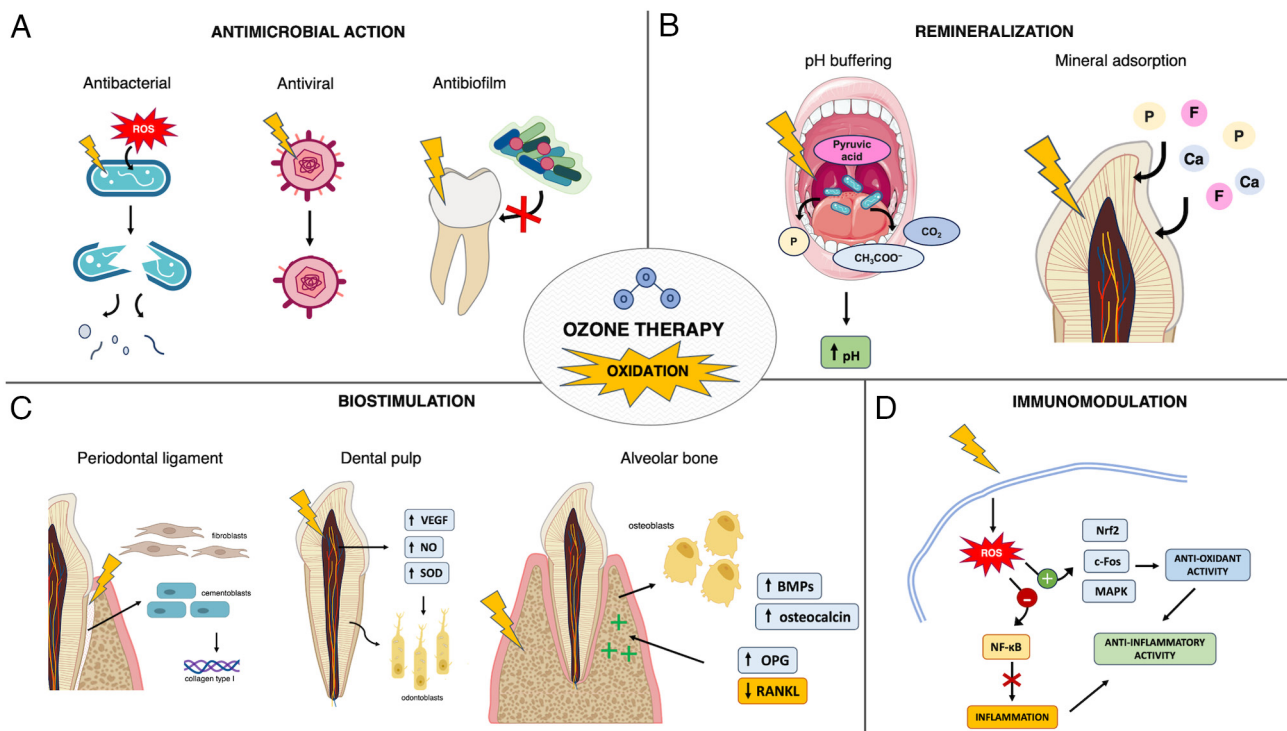 A
ANTIMICROBIAL ACTION
Antibacterial
Antiviral
Antibiofilm
ROS
B
REMINERALIZATION
pH buffering
Mineral adsorption
Pyruvic
acid
P
CO₂
CH₃COO⁻
↑ pH
P
F
P
Ca
Ca
F
O
O
O
OZONE THERAPY
OXIDATION
C
BIOSTIMULATION
Periodontal ligament
Dental pulp
Alveolar bone
fibroblasts
cementoblasts
collagen type I
↑ VEGF
↑ NO
↑ SOD
odontoblasts
osteoblasts
↑ BMPs
↑ osteocalcin
↑ OPG
↓ RANKL
D
IMMUNOMODULATION
ROS
Nrf2
c-Fos
MAPK
ANTI-OXIDANT
ACTIVITY
NF-κB
ANTI-INFLAMMATORY
ACTIVITY
INFLAMMATION